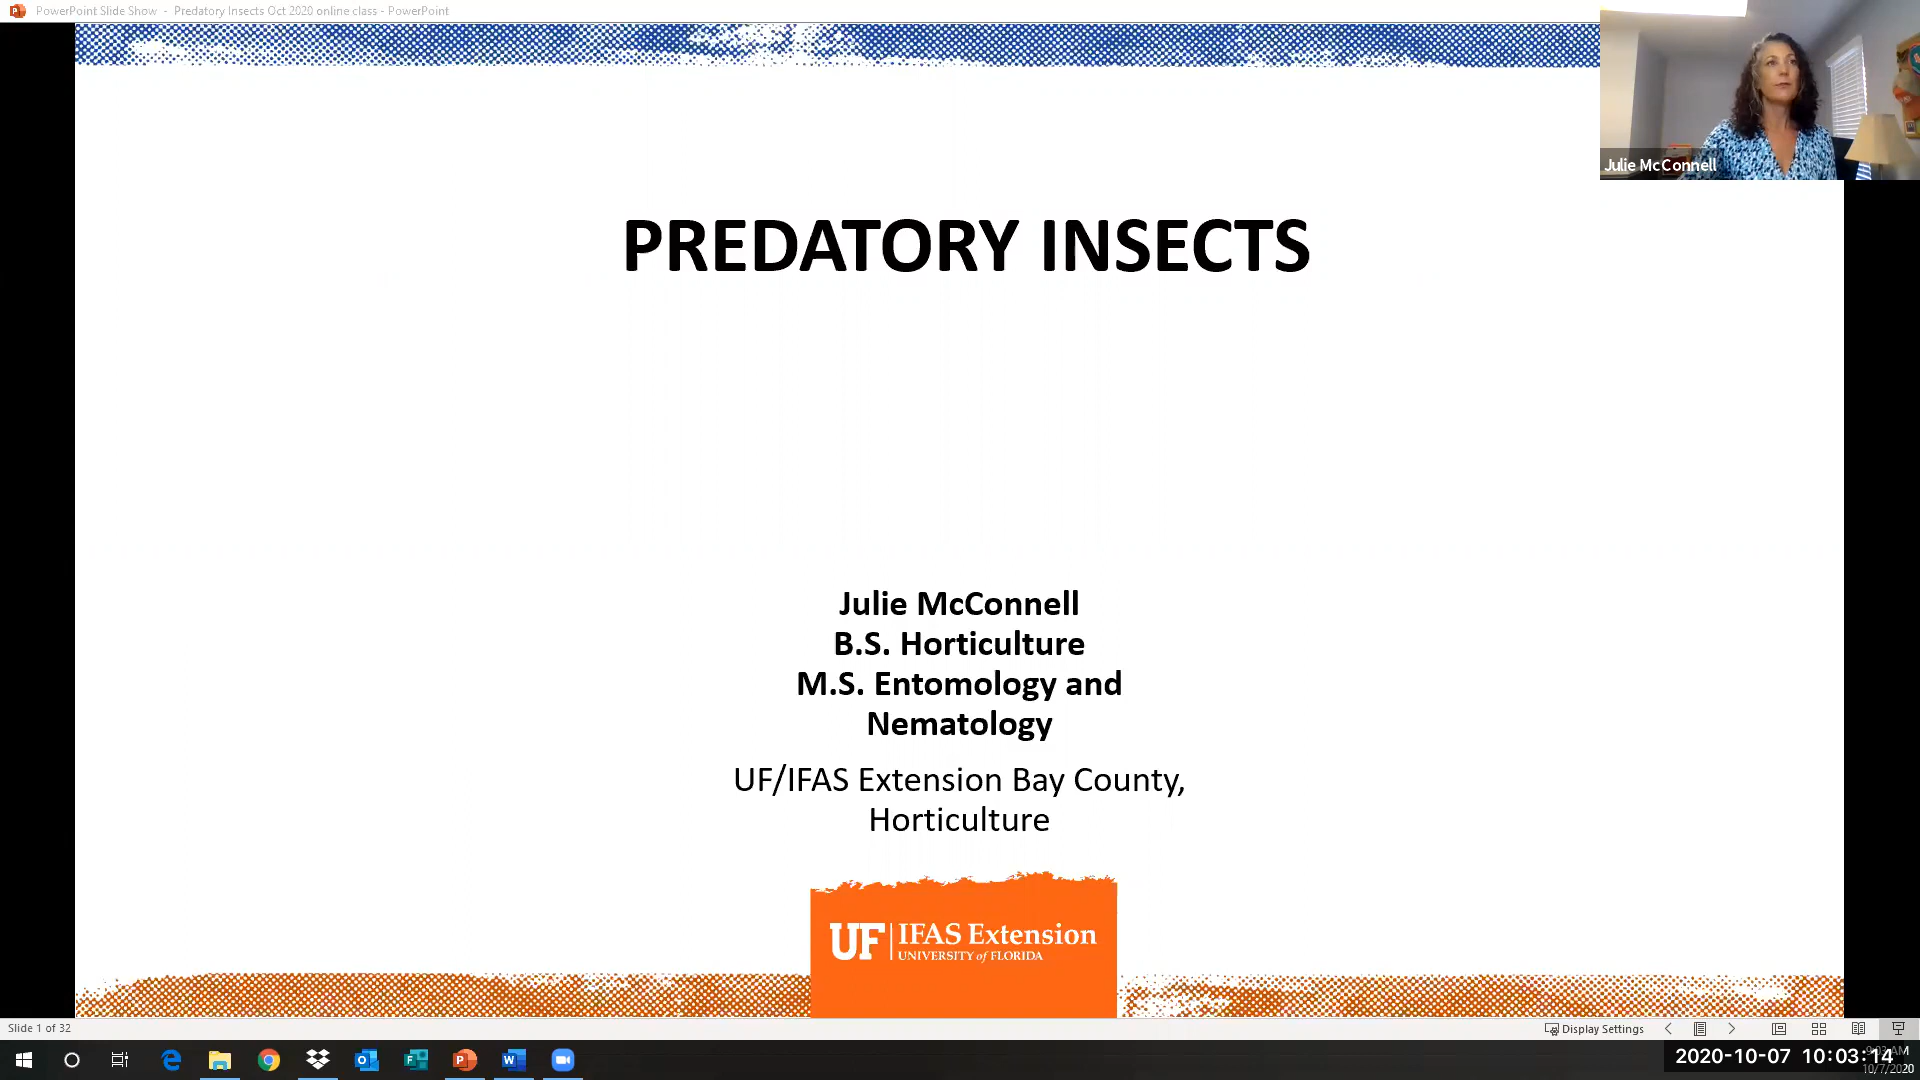 PowerPoint Slide Show - Predatory Insects Oct 2020 online class - PowerPoint
Julie McConnell
PREDATORY INSECTS
Julie McConnell
B.S. Horticulture
M.S. Entomology and
Nematology
UF/IFAS Extension Bay County,
Horticulture
UF IFAS Extension
UNIVERSITY of FLORIDA
Slide 1 of 32
Display Settings
2020-10-07 10:03:14
10/7/2020